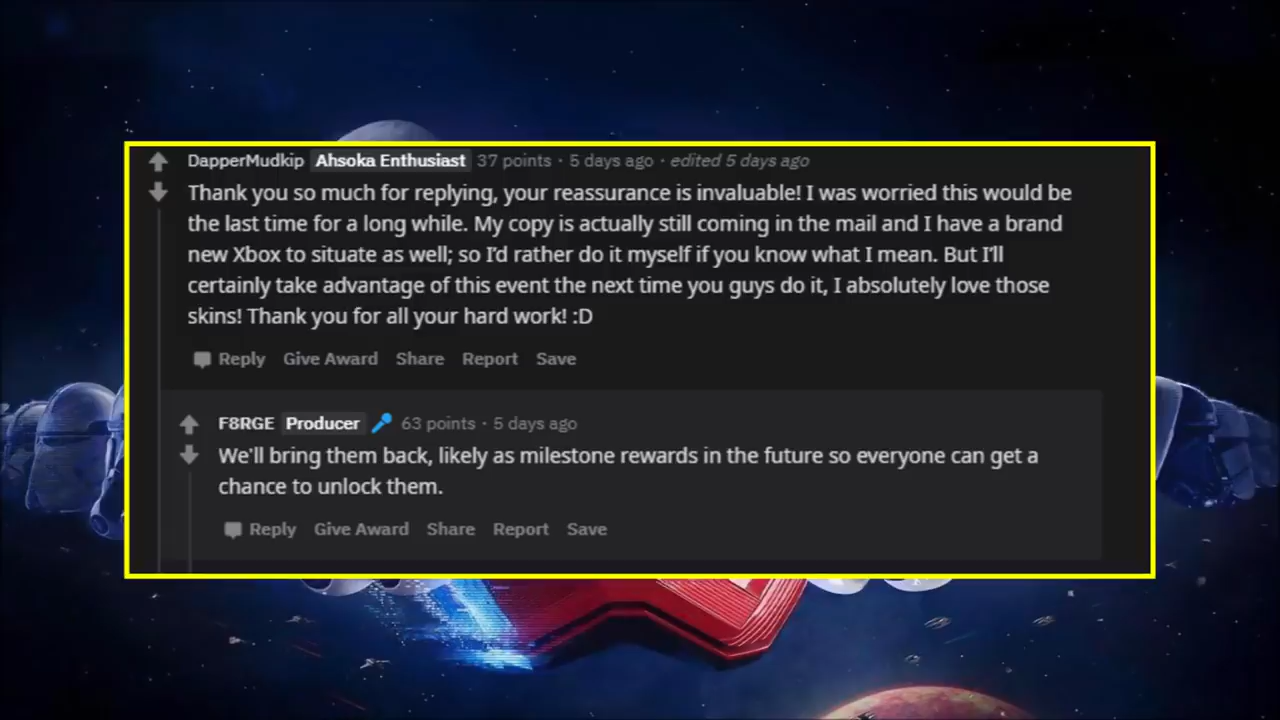 DapperMudkip Ahsoka Enthusiast 37 points · 5 days ago · edited 5 days ago
Thank you so much for replying, your reassurance is invaluable! I was worried this would be
the last time for a long while. My copy is actually still coming in the mail and I have a brand
new Xbox to situate as well; so I'd rather do it myself if you know what I mean. But I'll
certainly take advantage of this event the next time you guys do it, I absolutely love those
skins! Thank you for all your hard work! :D
Reply Give Award Share Report Save
F8RGE Producer 63 points · 5 days ago
We'll bring them back, likely as milestone rewards in the future so everyone can get a
chance to unlock them.
Reply Give Award Share Report Save